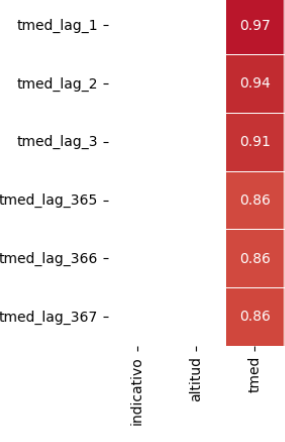 tmed_lag_1
0.97
tmed_lag_2
0.94
tmed_lag_3
0.91
tmed_lag_365
0.86
tmed_lag_366
0.86
tmed_lag_367
0.86
indicativo
altitud
tmed